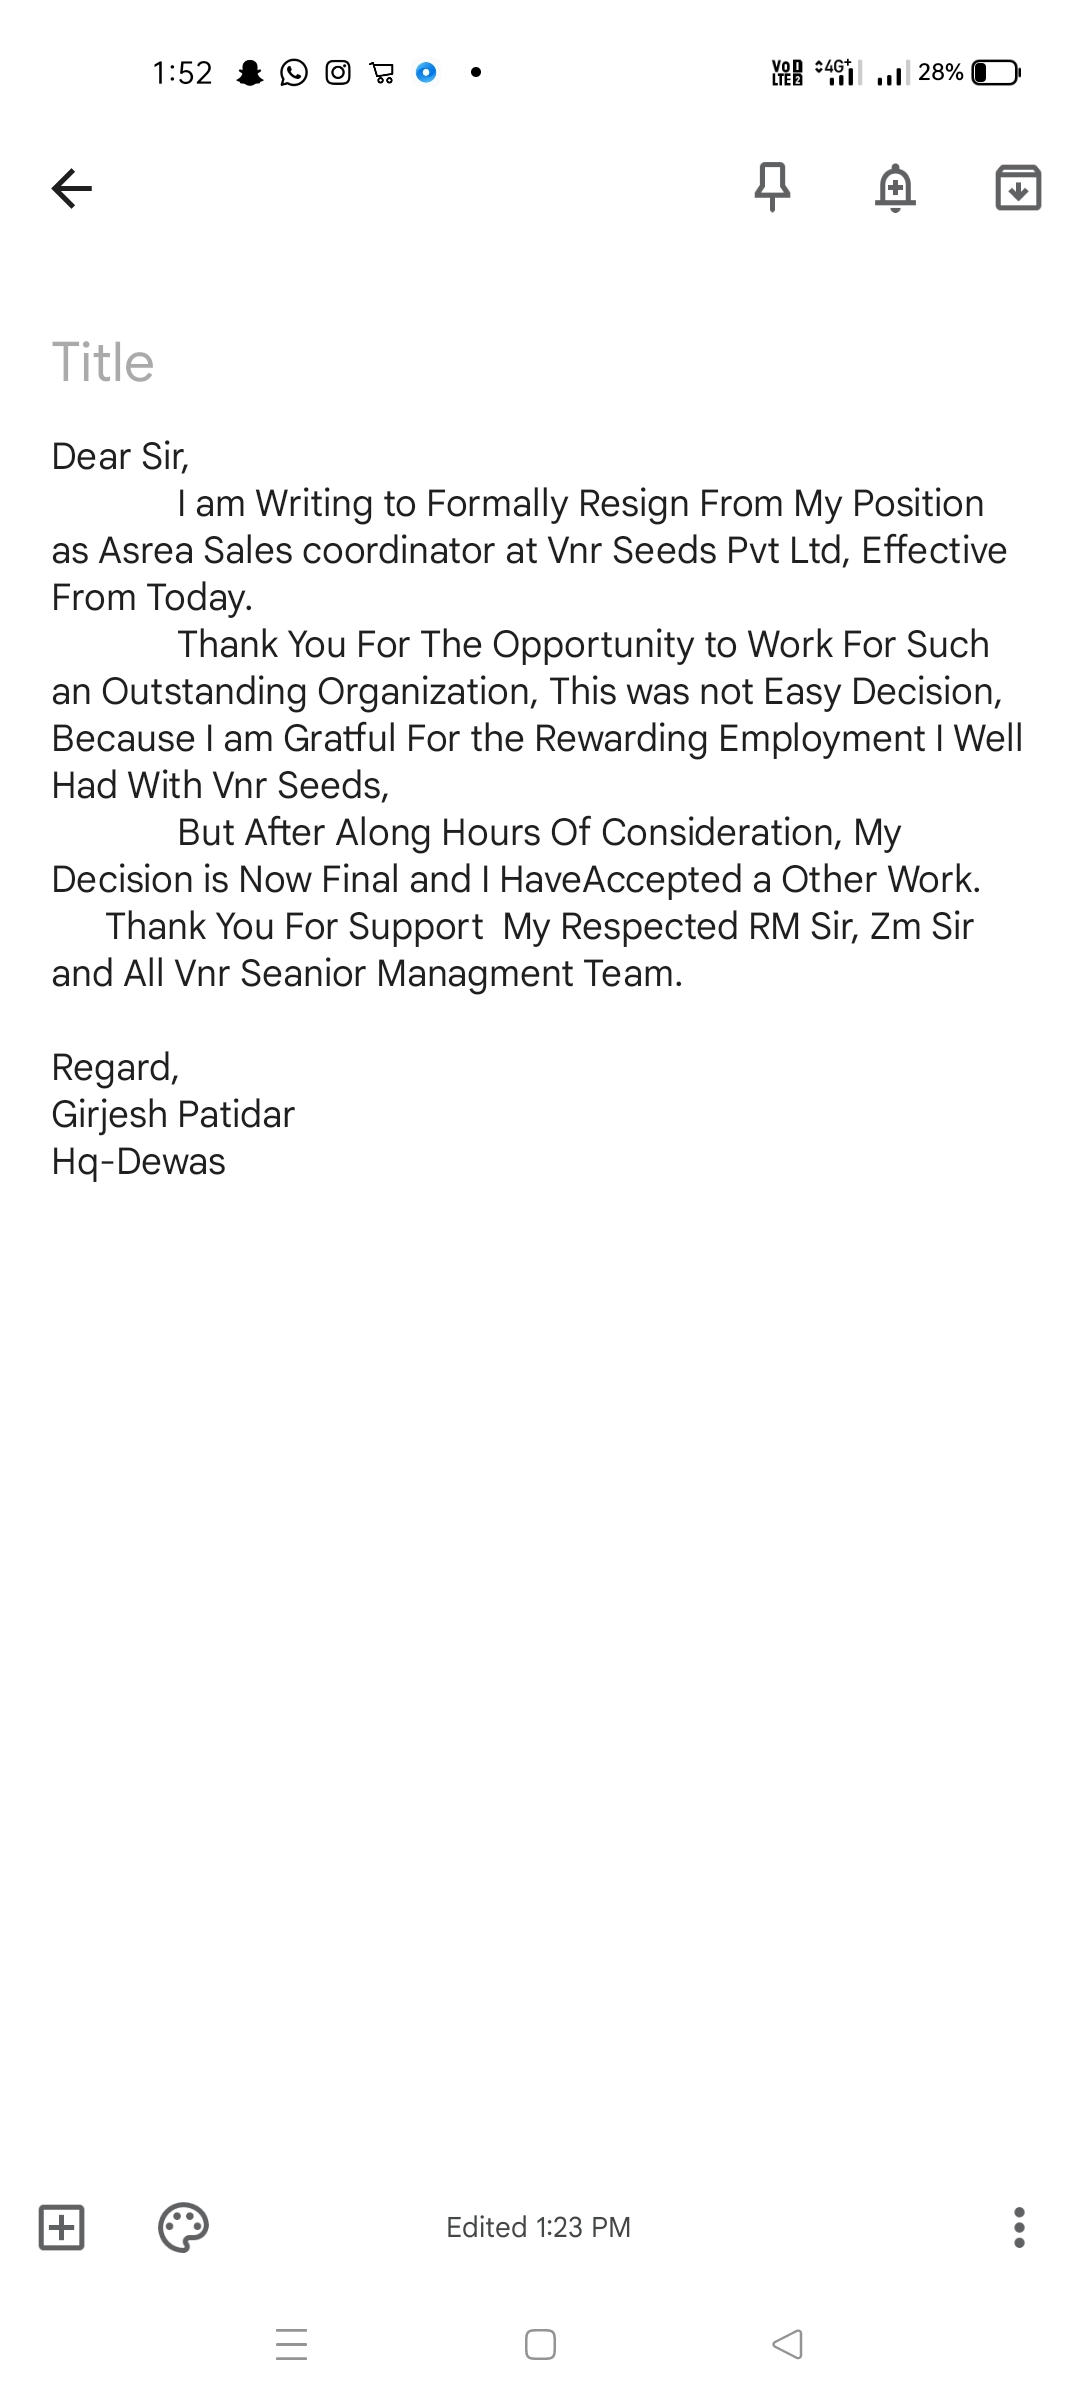 1:52
VoD LTE2 4G+ 28%
Title
Dear Sir,
I am Writing to Formally Resign From My Position
as Asrea Sales coordinator at Vnr Seeds Pvt Ltd, Effective
From Today.
Thank You For The Opportunity to Work For Such
an Outstanding Organization, This was not Easy Decision,
Because I am Gratful For the Rewarding Employment I Well
Had With Vnr Seeds,
But After Along Hours Of Consideration, My
Decision is Now Final and I HaveAccepted a Other Work.
Thank You For Support  My Respected RM Sir, Zm Sir
and All Vnr Seanior Managment Team.
Regard,
Girjesh Patidar
Hq-Dewas
Edited 1:23 PM